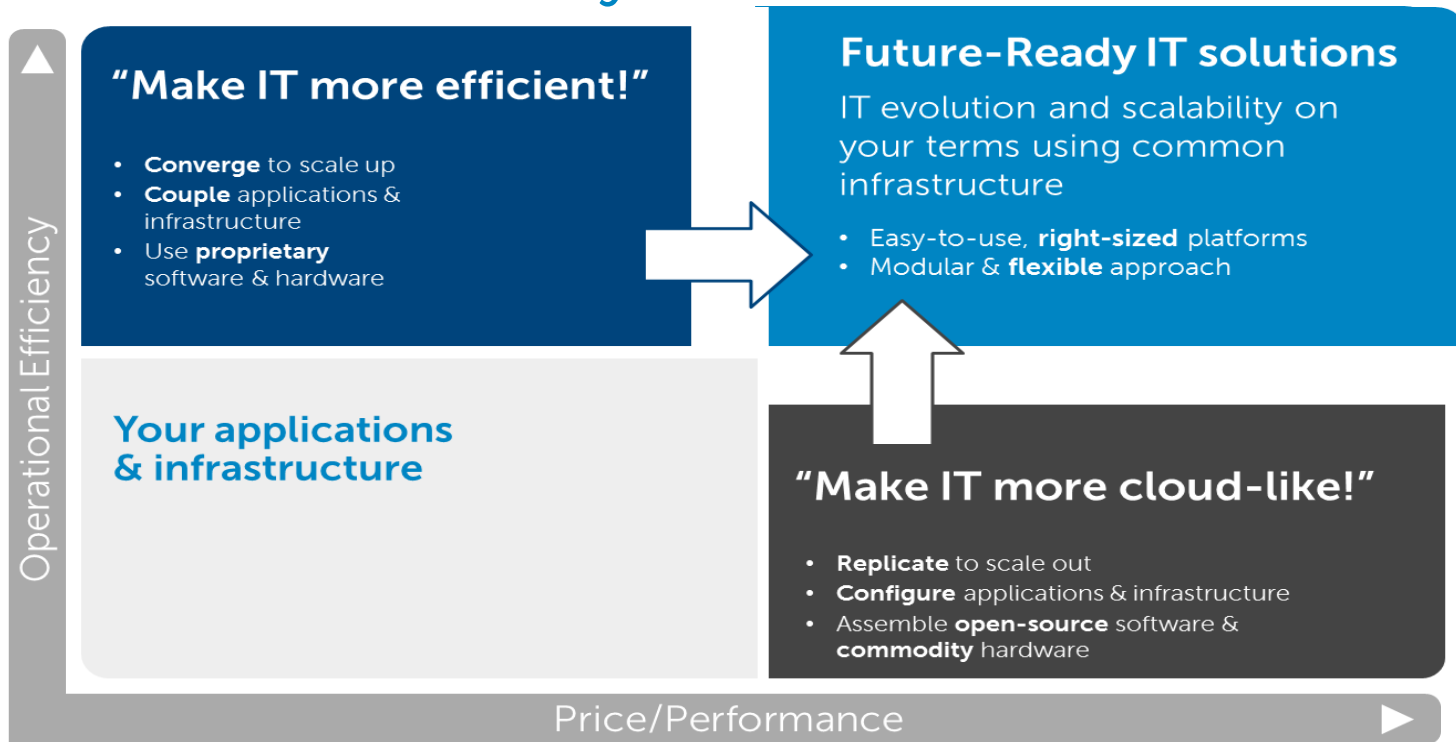 “Make IT more efficient!”
• Converge to scale up
• Couple applications &
infrastructure
• Use proprietary
software & hardware
Future-Ready IT solutions
IT evolution and scalability on
your terms using common
infrastructure
• Easy-to-use, right-sized platforms
• Modular & flexible approach
Your applications
& infrastructure
“Make IT more cloud-like!”
• Replicate to scale out
• Configure applications & infrastructure
• Assemble open-source software &
commodity hardware
Operational Efficiency
Price/Performance